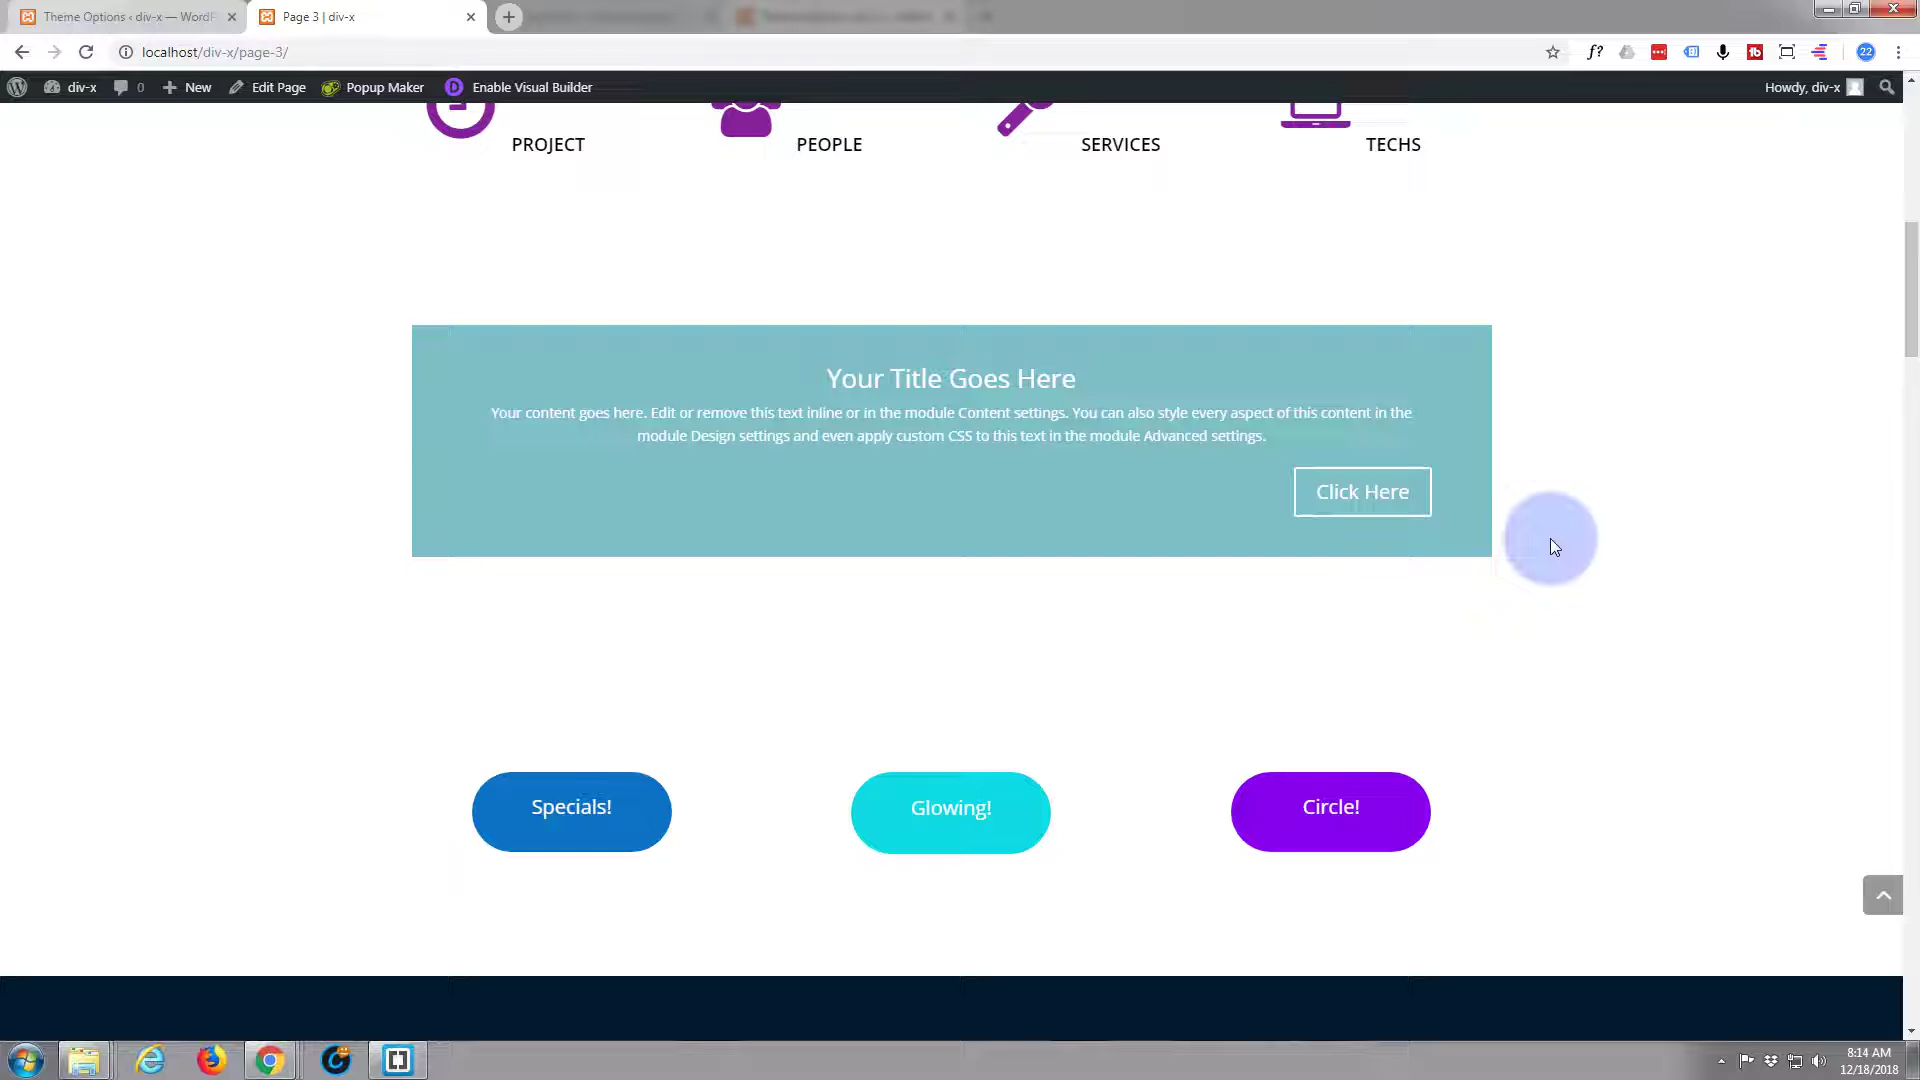 Theme Options ‹ div-x — WordP
Page 3 | div-x
localhost/div-x/page-3/
f?
22
div-x
0
New
Edit Page
Popup Maker
D
Enable Visual Builder
Howdy, div-x
PROJECT
PEOPLE
SERVICES
TECHS
Your Title Goes Here
Your content goes here. Edit or remove this text inline or in the module Content settings. You can also style every aspect of this content in the
module Design settings and even apply custom CSS to this text in the module Advanced settings.
Click Here
Specials!
Glowing!
Circle!
8:14 AM
12/18/2018